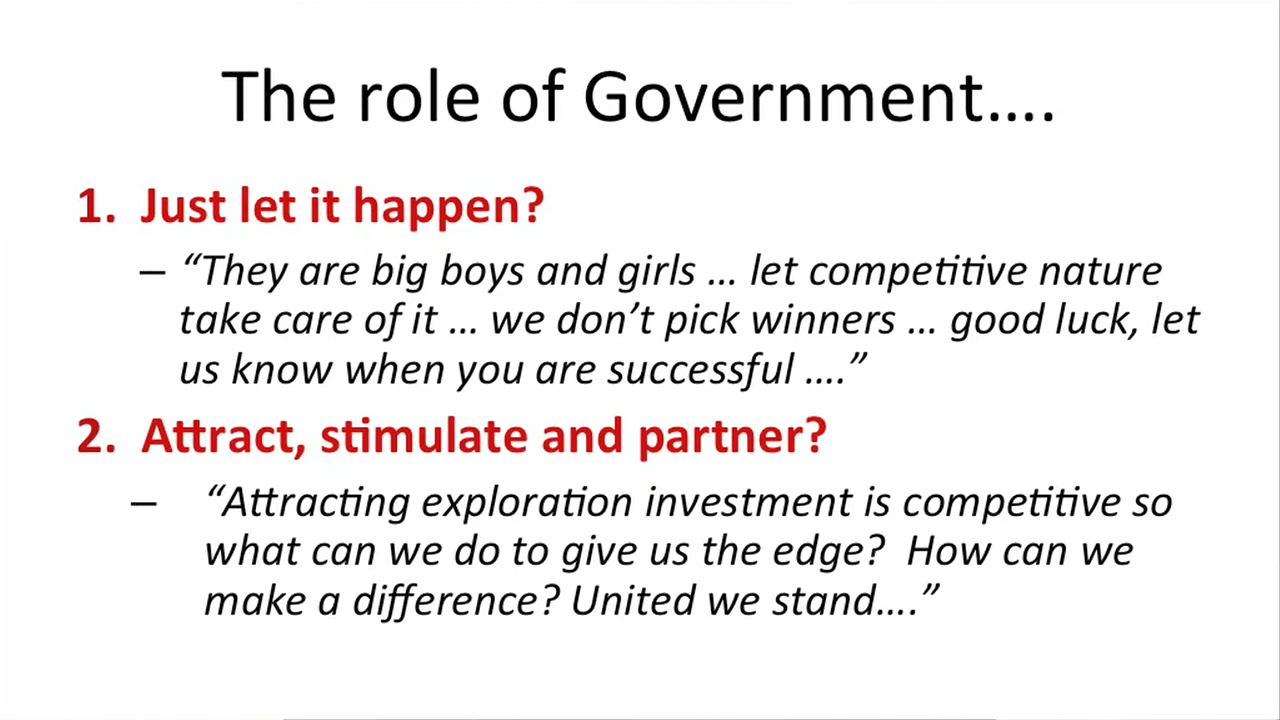 The role of Government….
1. Just let it happen?
– “They are big boys and girls … let competitive nature
take care of it … we don’t pick winners … good luck, let
us know when you are successful ….”
2. Attract, stimulate and partner?
– “Attracting exploration investment is competitive so
what can we do to give us the edge? How can we
make a difference? United we stand….”